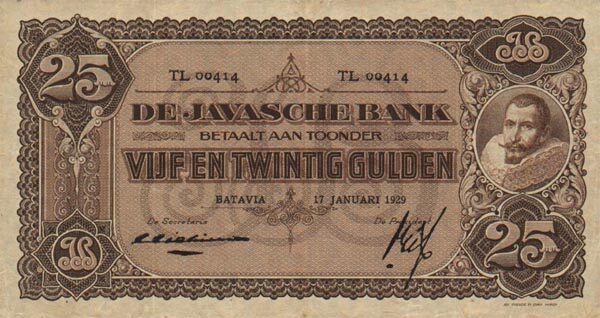 25 JB
TL 00414 TL 00414
DE JAVASCHE BANK
BETAALT AAN TOONDER
VIJF EN TWINTIG GULDEN
BATAVIA 17 JANUARI 1929
De Secretaris De President
JB 25